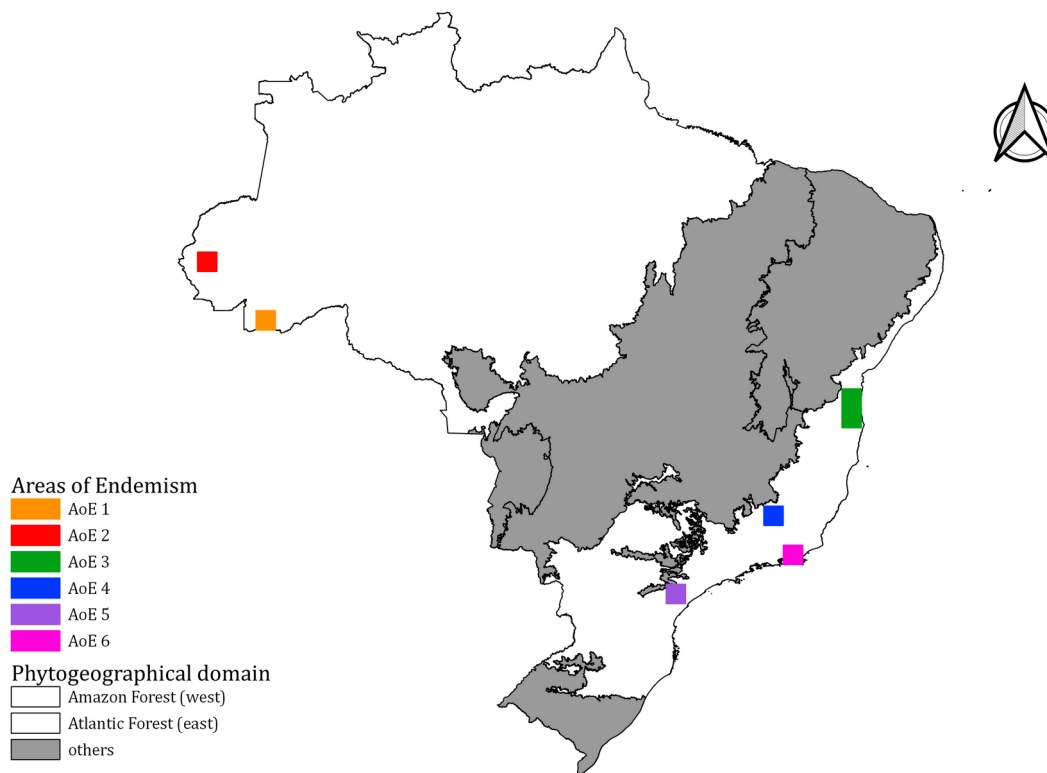 Areas of Endemism
AoE 1
AoE 2
AoE 3
AoE 4
AoE 5
AoE 6
Phytogeographical domain
Amazon Forest (west)
Atlantic Forest (east)
others